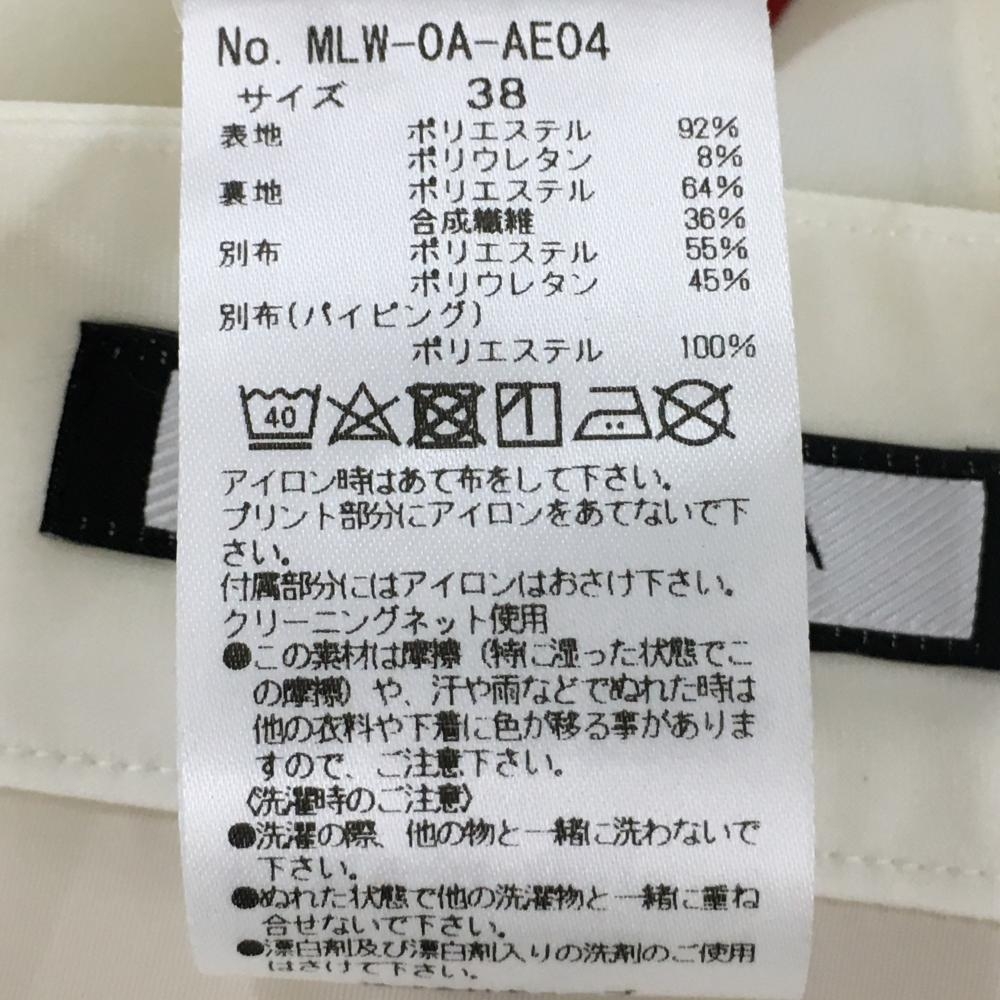 No. MLW-0A-AE04
サイズ 38
表地 ポリエステル 92%
ポリウレタン 8%
裏地 ポリエステル 64%
合成繊維 36%
別布 ポリエステル 55%
ポリウレタン 45%
別布(パイピング)
ポリエステル 100%
40
アイロン時はあて布をして下さい。
プリント部分にアイロンをあてないで下
さい。
付属部分にはアイロンはおさけ下さい。
クリーニングネット使用
●この素材は摩擦(特に湿った状態でこ
の摩擦)や、汗や雨などでぬれた時は
他の衣料や下着に色が移る事がありま
すので、ご注意下さい。
〈洗濯時のご注意〉
●洗濯の際、他の物と一緒に洗わないで
下さい。
●ぬれた状態で他の洗濯物と一緒に重ね
合せないで下さい。
●漂白剤及び漂白剤入りの洗剤のご使用
はさけて下さい。
A